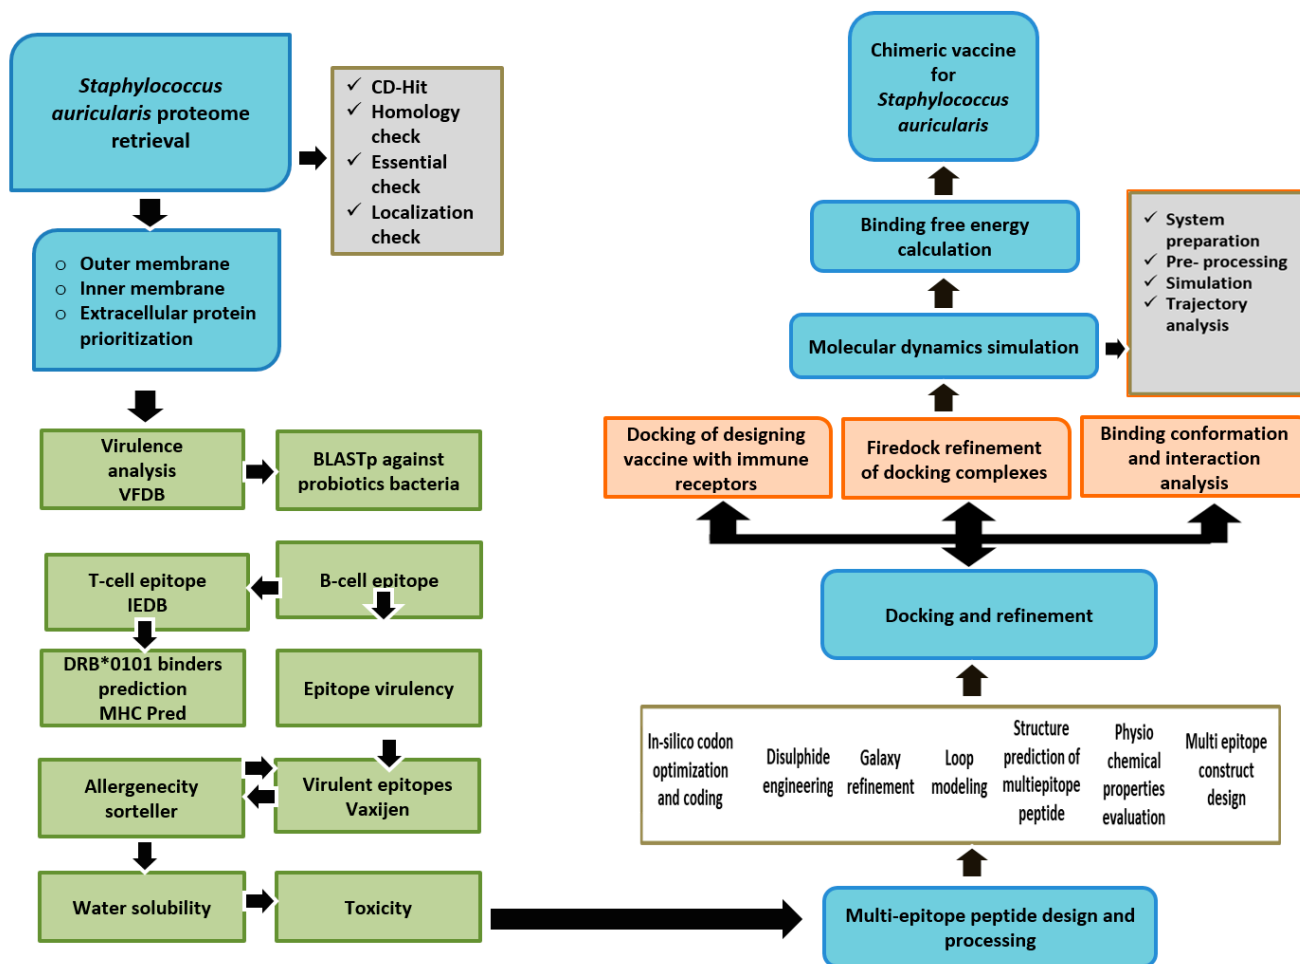 Staphylococcus
auricularis proteome
retrieval
✓ CD-Hit
✓ Homology
check
✓ Essential
check
✓ Localization
check
o Outer membrane
o Inner membrane
o Extracellular protein
prioritization
Virulence
analysis
VFDB
BLASTp against
probiotics bacteria
T-cell epitope
IEDB
B-cell epitope
DRB*0101 binders
prediction
MHC Pred
Epitope virulency
Allergenecity
sorteller
Virulent epitopes
Vaxijen
Water solubility
Toxicity
Chimeric vaccine
for
Staphylococcus
auricularis
Binding free energy
calculation
✓ System
preparation
✓ Pre- processing
✓ Simulation
✓ Trajectory
analysis
Molecular dynamics simulation
Docking of designing
vaccine with immune
receptors
Firedock refinement
of docking complexes
Binding conformation
and interaction
analysis
Docking and refinement
In-silico codon
optimization
and coding
Disulphide
engineering
Galaxy
refinement
Loop
modeling
Structure
prediction of
multiepitope
peptide
Physio
chemical
properties
evaluation
Multi epitope
construct
design
Multi-epitope peptide design and
processing